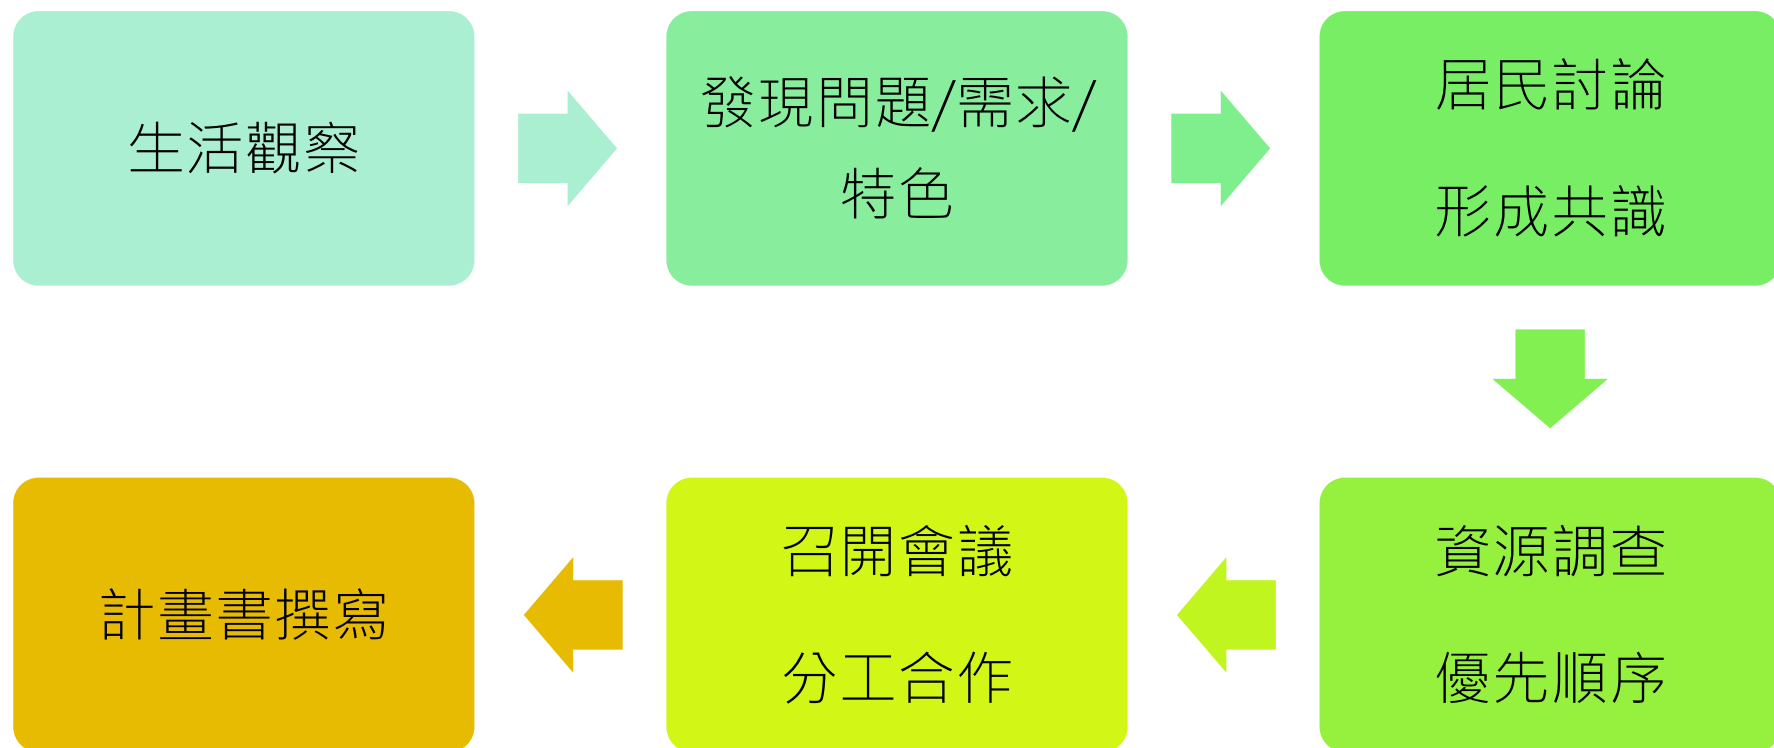 生活觀察
發現問題/需求/
特色
居民討論
形成共識
資源調查
優先順序
召開會議
分工合作
計畫書撰寫